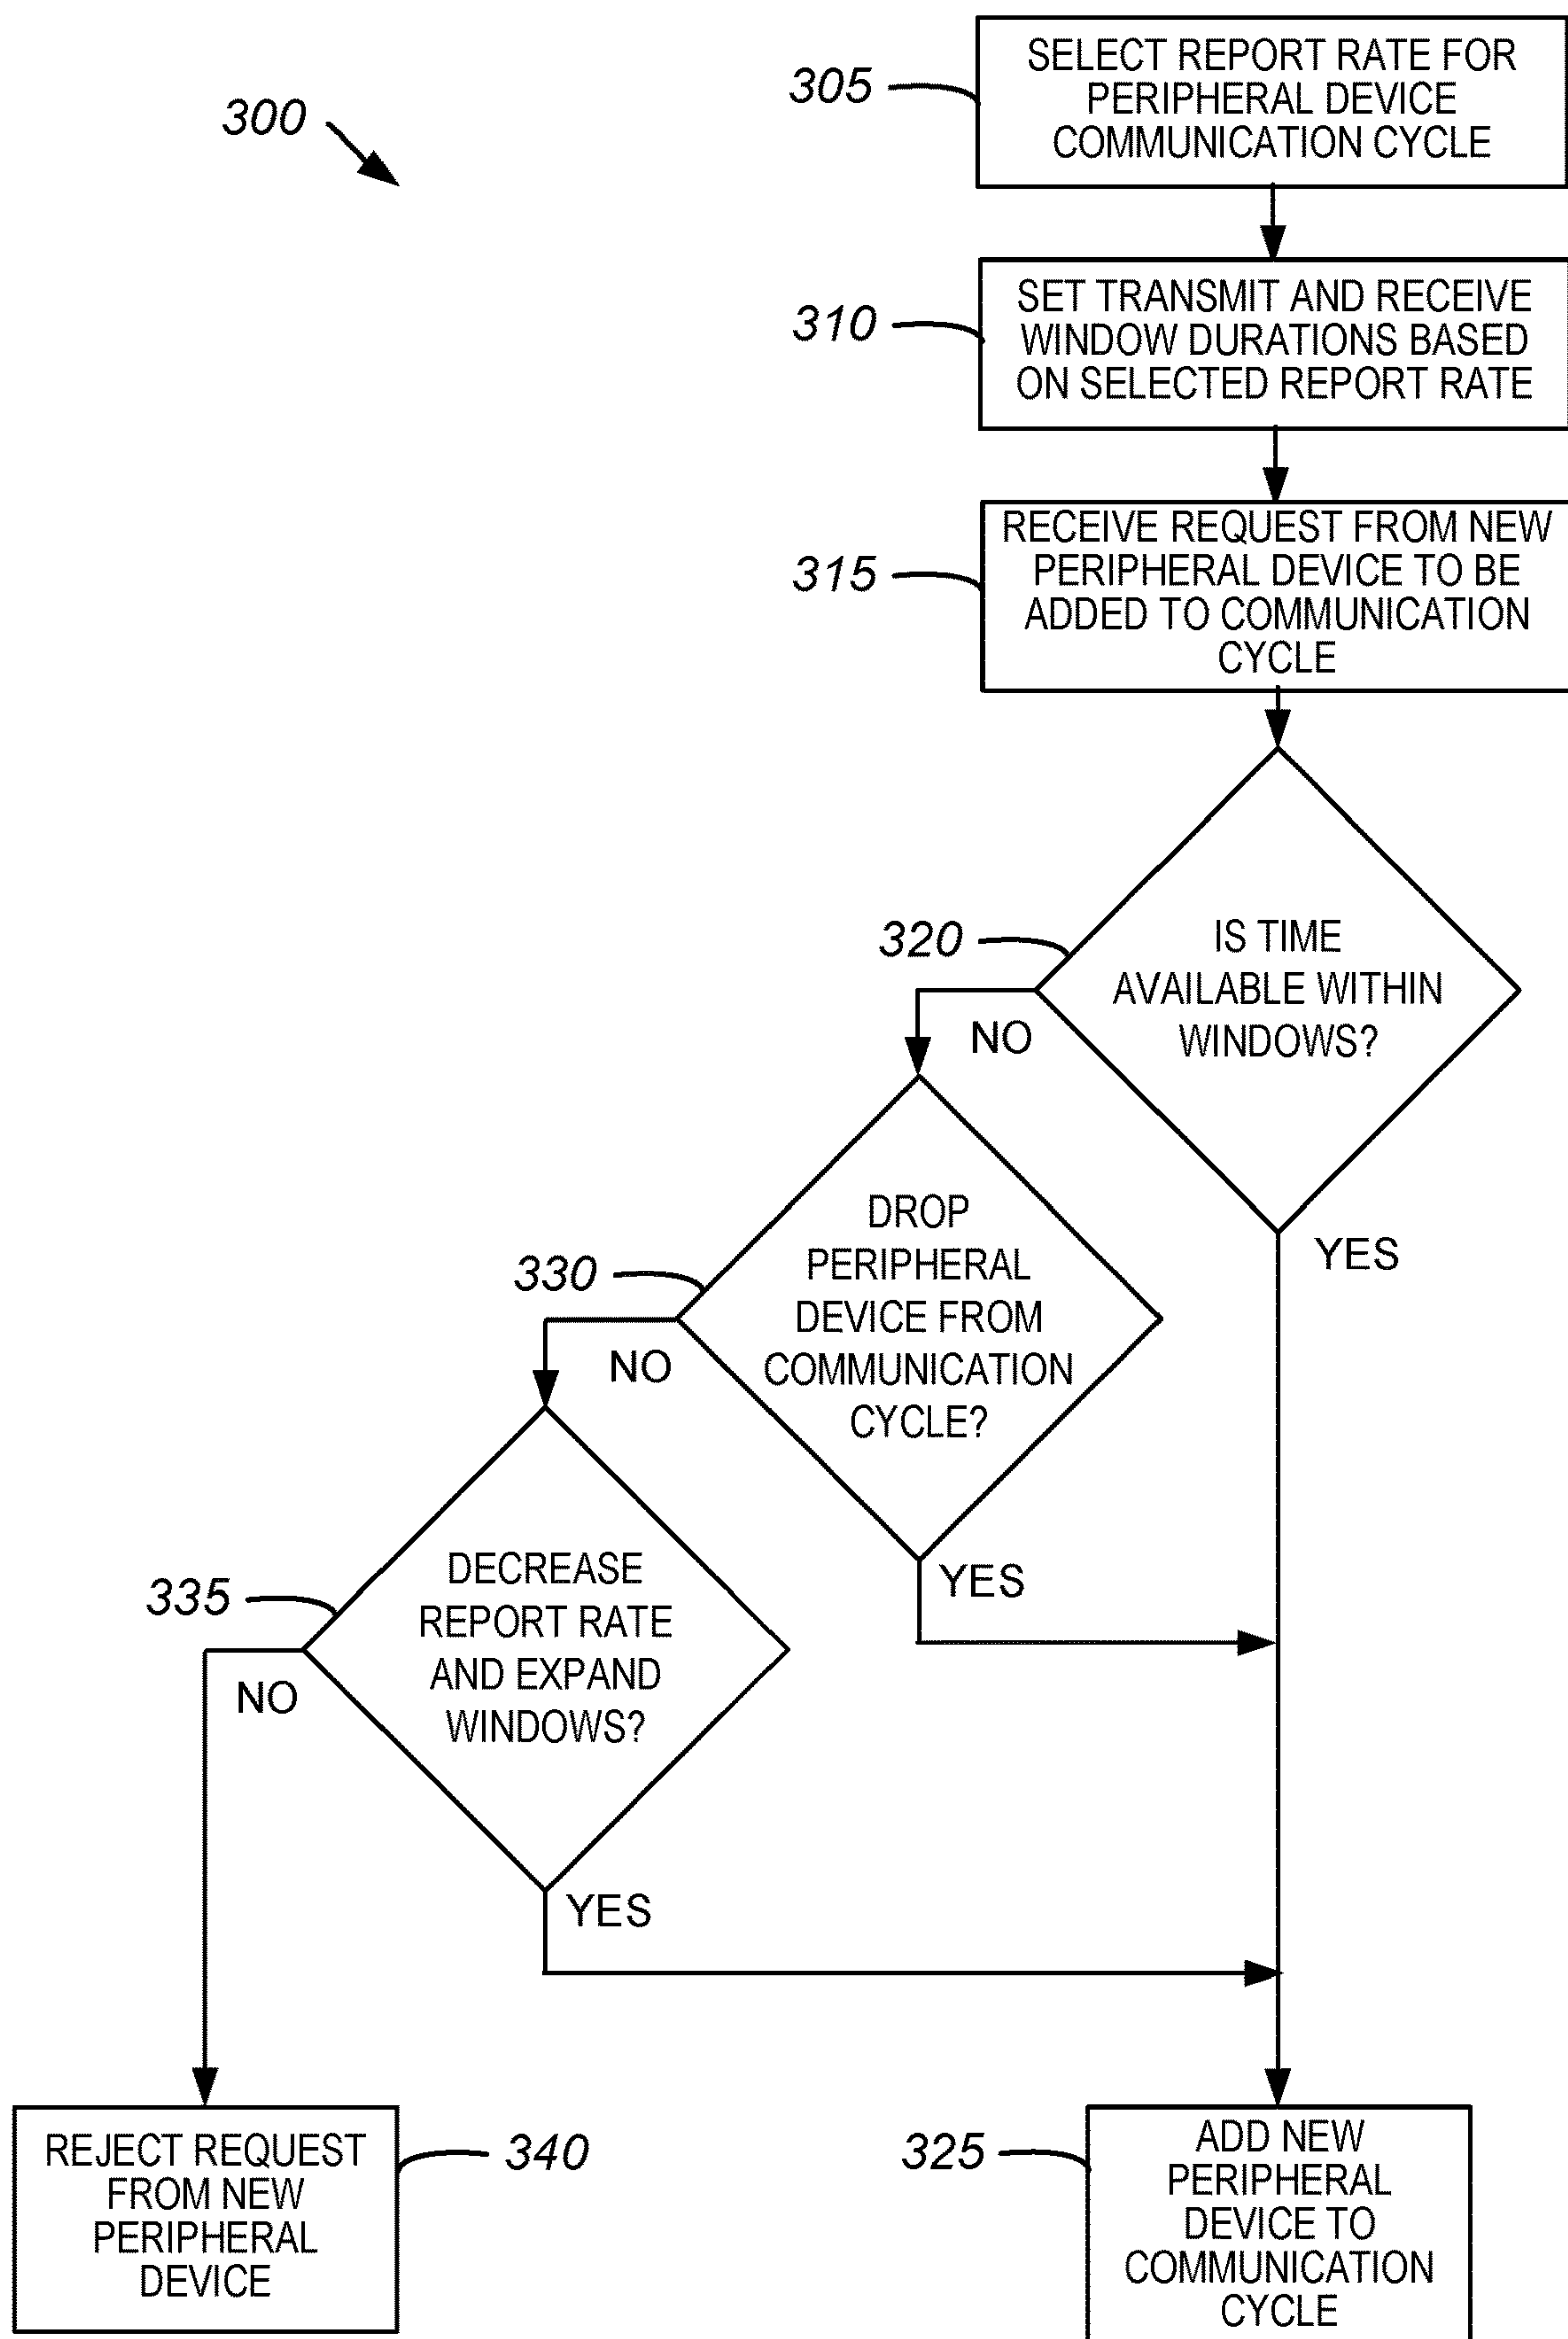 300
305
SELECT REPORT RATE FOR
PERIPHERAL DEVICE
COMMUNICATION CYCLE
310
SET TRANSMIT AND RECEIVE
WINDOW DURATIONS BASED
ON SELECTED REPORT RATE
315
RECEIVE REQUEST FROM NEW
PERIPHERAL DEVICE TO BE
ADDED TO COMMUNICATION
CYCLE
320
IS TIME
AVAILABLE WITHIN
WINDOWS?
NO
YES
330
DROP
PERIPHERAL
DEVICE FROM
COMMUNICATION
CYCLE?
NO
YES
335
DECREASE
REPORT RATE
AND EXPAND
WINDOWS?
NO
YES
REJECT REQUEST
FROM NEW
PERIPHERAL
DEVICE
340
325
ADD NEW
PERIPHERAL
DEVICE TO
COMMUNICATION
CYCLE